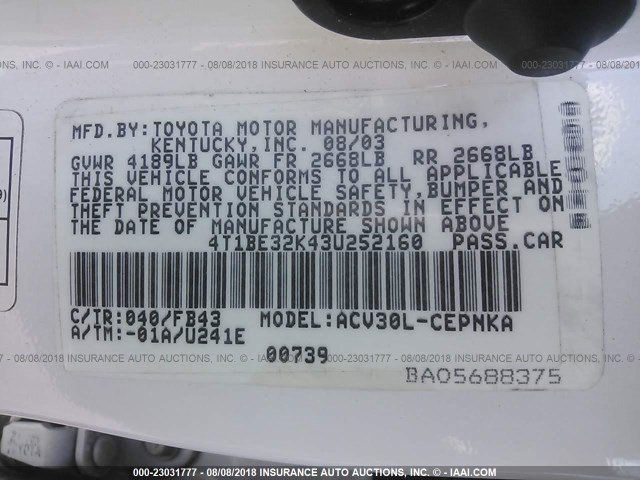 000-23031777 - 08/08/2018 INSURANCE AUTO AUCTIONS, INC. - IAAI.COM
MFD.BY:TOYOTA MOTOR MANUFACTURING,
KENTUCKY,INC. 08/03
GVWR 4189LB GAWR FR 2668LB RR 2668LB
THIS VEHICLE CONFORMS TO ALL APPLICABLE
FEDERAL MOTOR VEHICLE SAFETY,BUMPER AND
THEFT PREVENTION STANDARDS IN EFFECT ON
THE DATE OF MANUFACTURE SHOWN ABOVE
4T1BE32K43U252160 PASS.CAR
C/TR:040/FB43 MODEL:ACV30L-CEPNKA
A/TM:-01A/U241E
00739
BA05688375
000-23031777 - 08/08/2018 INSURANCE AUTO AUCTIONS, INC. - IAAI.COM
000-23031777 - 08/08/2018 INSURANCE AUTO AUCTIONS, INC. - IAAI.COM